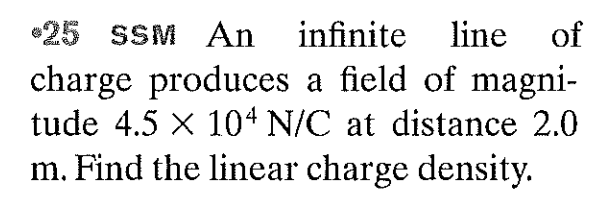 •25 SSM An infinite line of
charge produces a field of magni-
tude 4.5 × 10⁴ N/C at distance 2.0
m. Find the linear charge density.